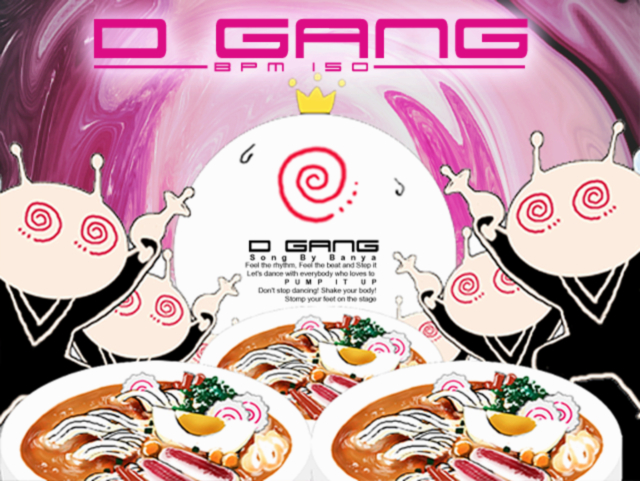 D GANG
BPM 150
D GANG
Song By Banya
Feel the rhythm, Feel the beat and Step it
Let's dance with everybody who loves to
PUMP IT UP
Don't stop dancing! Shake your body!
Stomp your feet on the stage